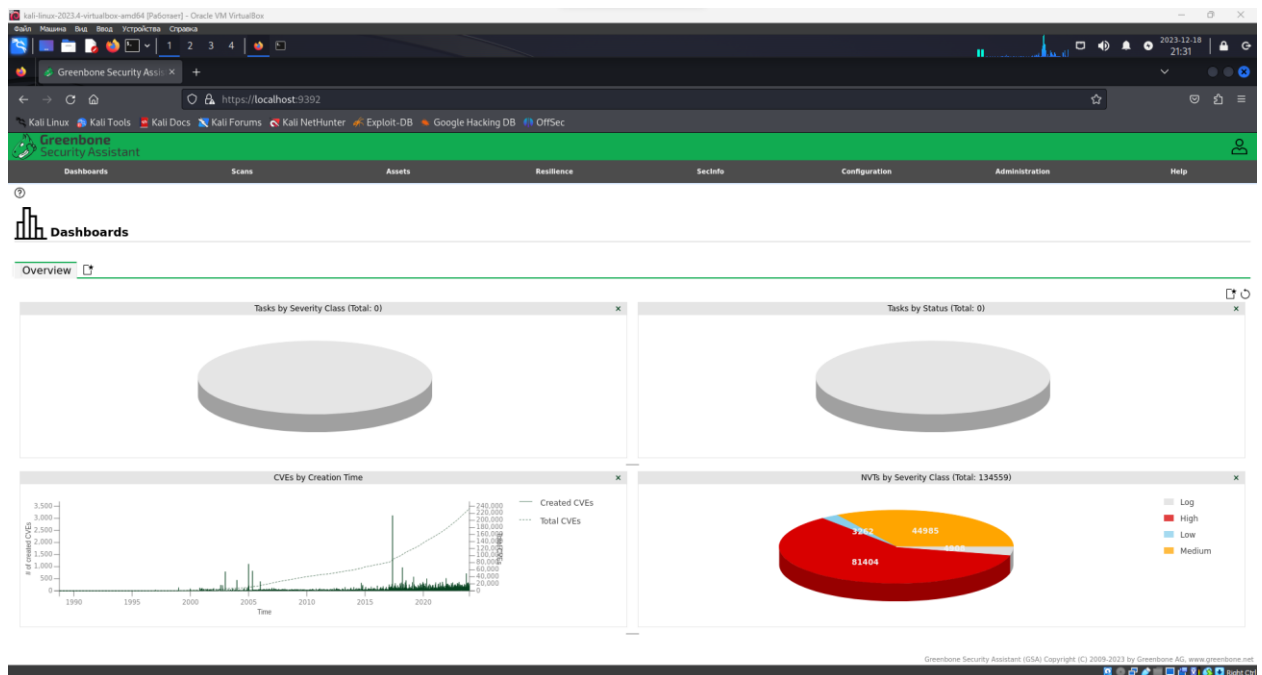 kali-linux-2023.4-virtualbox-amd64 [Работает] - Oracle VM VirtualBox
Файл Машина Вид Ввод Устройства Справка
1 2 3 4
2023-12-18
21:31
Greenbone Security Assis
https://localhost:9392
Kali Linux Kali Tools Kali Docs Kali Forums Kali NetHunter Exploit-DB Google Hacking DB OffSec
Greenbone
Security Assistant
Dashboards Scans Assets Resilience SecInfo Configuration Administration Help
Dashboards
Overview
Tasks by Severity Class (Total: 0)
Tasks by Status (Total: 0)
CVEs by Creation Time
3,500
3,000
2,500
2,000
1,500
1,000
500
0
# of created CVEs
1990 1995 2000 2005 2010 2015 2020
Time
240,000
220,000
200,000
180,000
160,000
140,000
120,000
100,000
80,000
60,000
40,000
20,000
0
Total CVEs
Created CVEs
Total CVEs
NVTs by Severity Class (Total: 134559)
3262
44985
81404
Log
High
Low
Medium
Greenbone Security Assistant (GSA) Copyright (C) 2009-2023 by Greenbone AG, www.greenbone.net
Right Ctrl